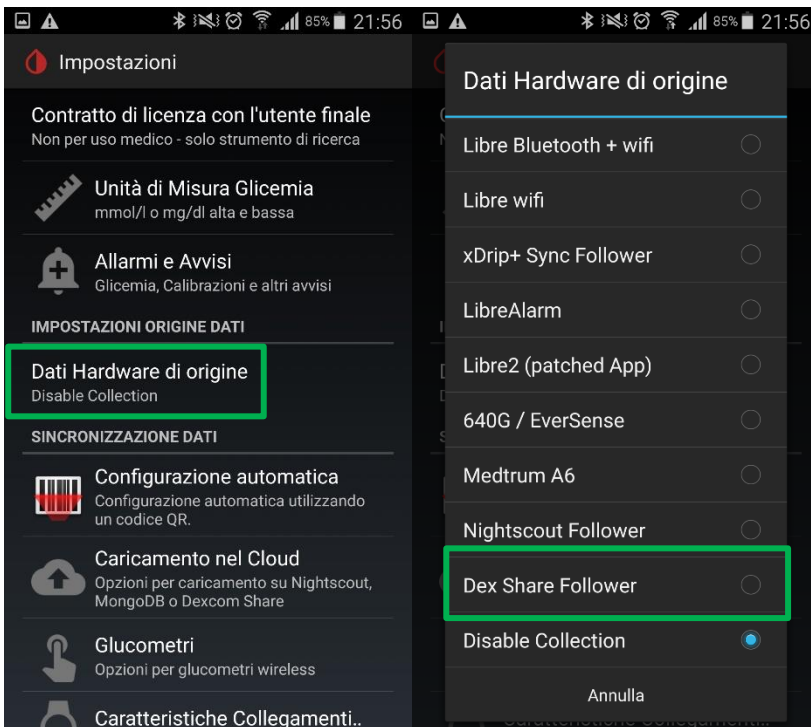 85% 21:56
Impostazioni
Contratto di licenza con l'utente finale
Non per uso medico - solo strumento di ricerca
Unità di Misura Glicemia
mmol/l o mg/dl alta e bassa
Allarmi e Avvisi
Glicemia, Calibrazioni e altri avvisi
IMPOSTAZIONI ORIGINE DATI
Dati Hardware di origine
Disable Collection
SINCRONIZZAZIONE DATI
Configurazione automatica
Configurazione automatica utilizzando
un codice QR.
Caricamento nel Cloud
Opzioni per caricamento su Nightscout,
MongoDB o Dexcom Share
Glucometri
Opzioni per glucometri wireless
Caratteristiche Collegamenti..
85% 21:56
Dati Hardware di origine
Libre Bluetooth + wifi
Libre wifi
xDrip+ Sync Follower
LibreAlarm
Libre2 (patched App)
640G / EverSense
Medtrum A6
Nightscout Follower
Dex Share Follower
Disable Collection
Annulla